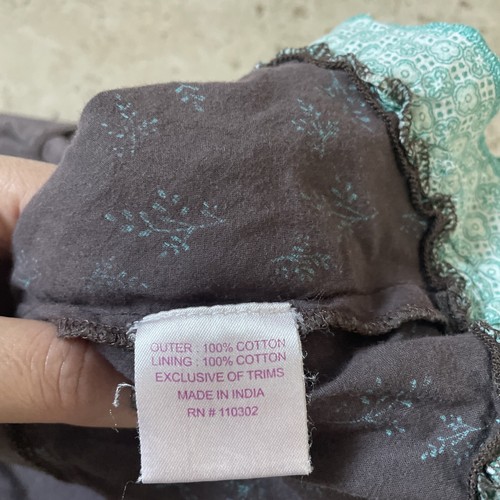 OUTER : 100% COTTON
LINING : 100% COTTON
EXCLUSIVE OF TRIMS
MADE IN INDIA
RN # 110302